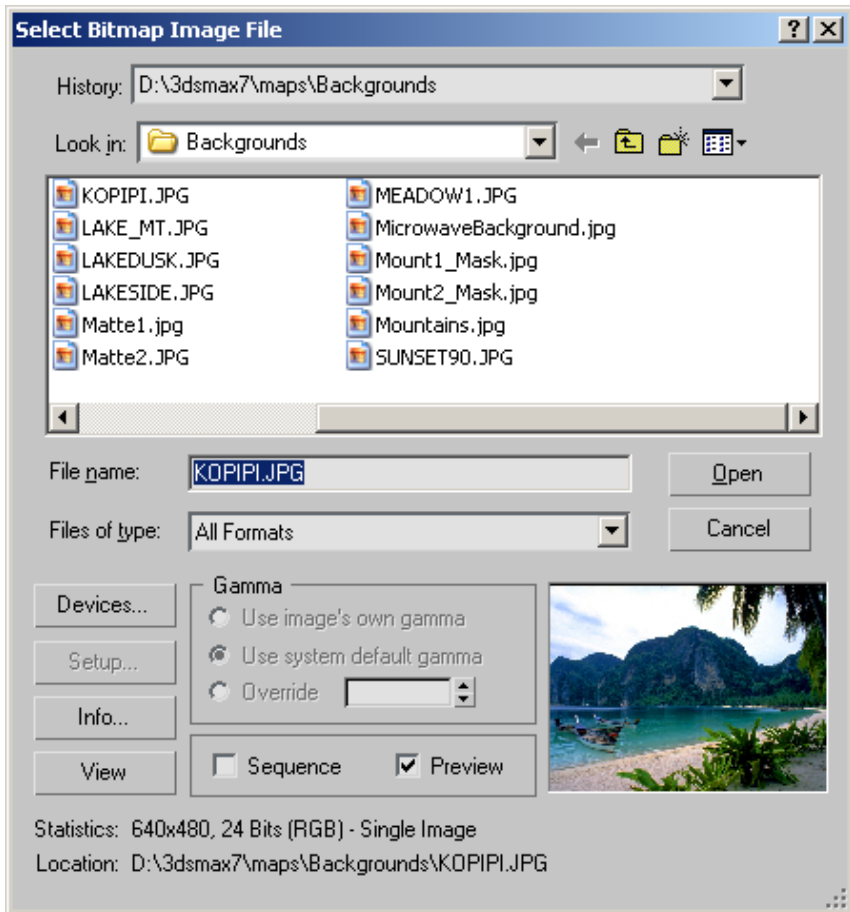 Select Bitmap Image File
History: D:\3dsmax7\maps\Backgrounds
Look in: Backgrounds
KOPIPI.JPG MEADOW1.JPG
LAKE_MT.JPG MicrowaveBackground.jpg
LAKEDUSK.JPG Mount1_Mask.jpg
LAKESIDE.JPG Mount2_Mask.jpg
Matte1.jpg Mountains.jpg
Matte2.JPG SUNSET90.JPG
File name: KOPIPI.JPG Open
Files of type: All Formats Cancel
Devices... Gamma
Use image's own gamma
Setup... Use system default gamma
Override
Info...
View Sequence Preview
Statistics: 640x480, 24 Bits (RGB) - Single Image
Location: D:\3dsmax7\maps\Backgrounds\KOPIPI.JPG